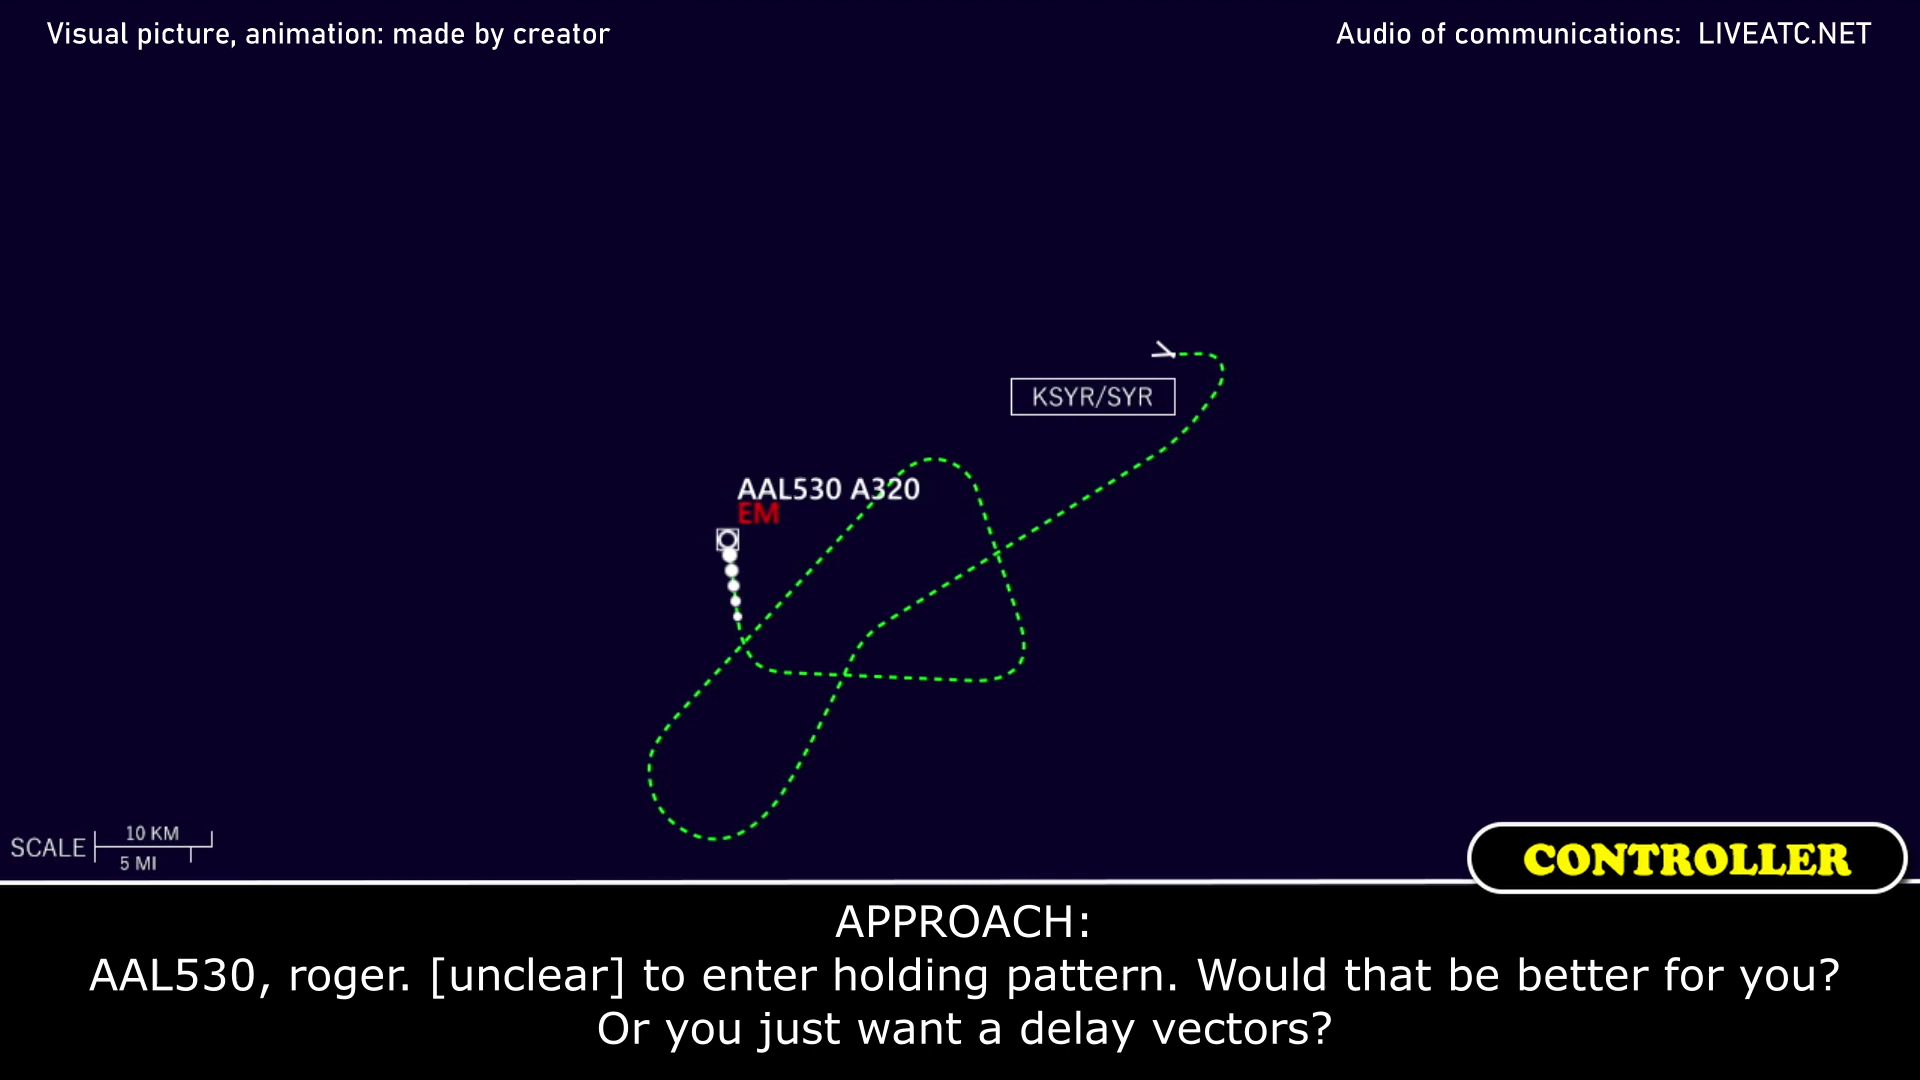 Visual picture, animation: made by creator
Audio of communications: LIVEATC.NET
KSYR/SYR
AAL530 A320
EM
SCALE
10 KM
5 MI
CONTROLLER
APPROACH:
AAL530, roger. [unclear] to enter holding pattern. Would that be better for you?
Or you just want a delay vectors?